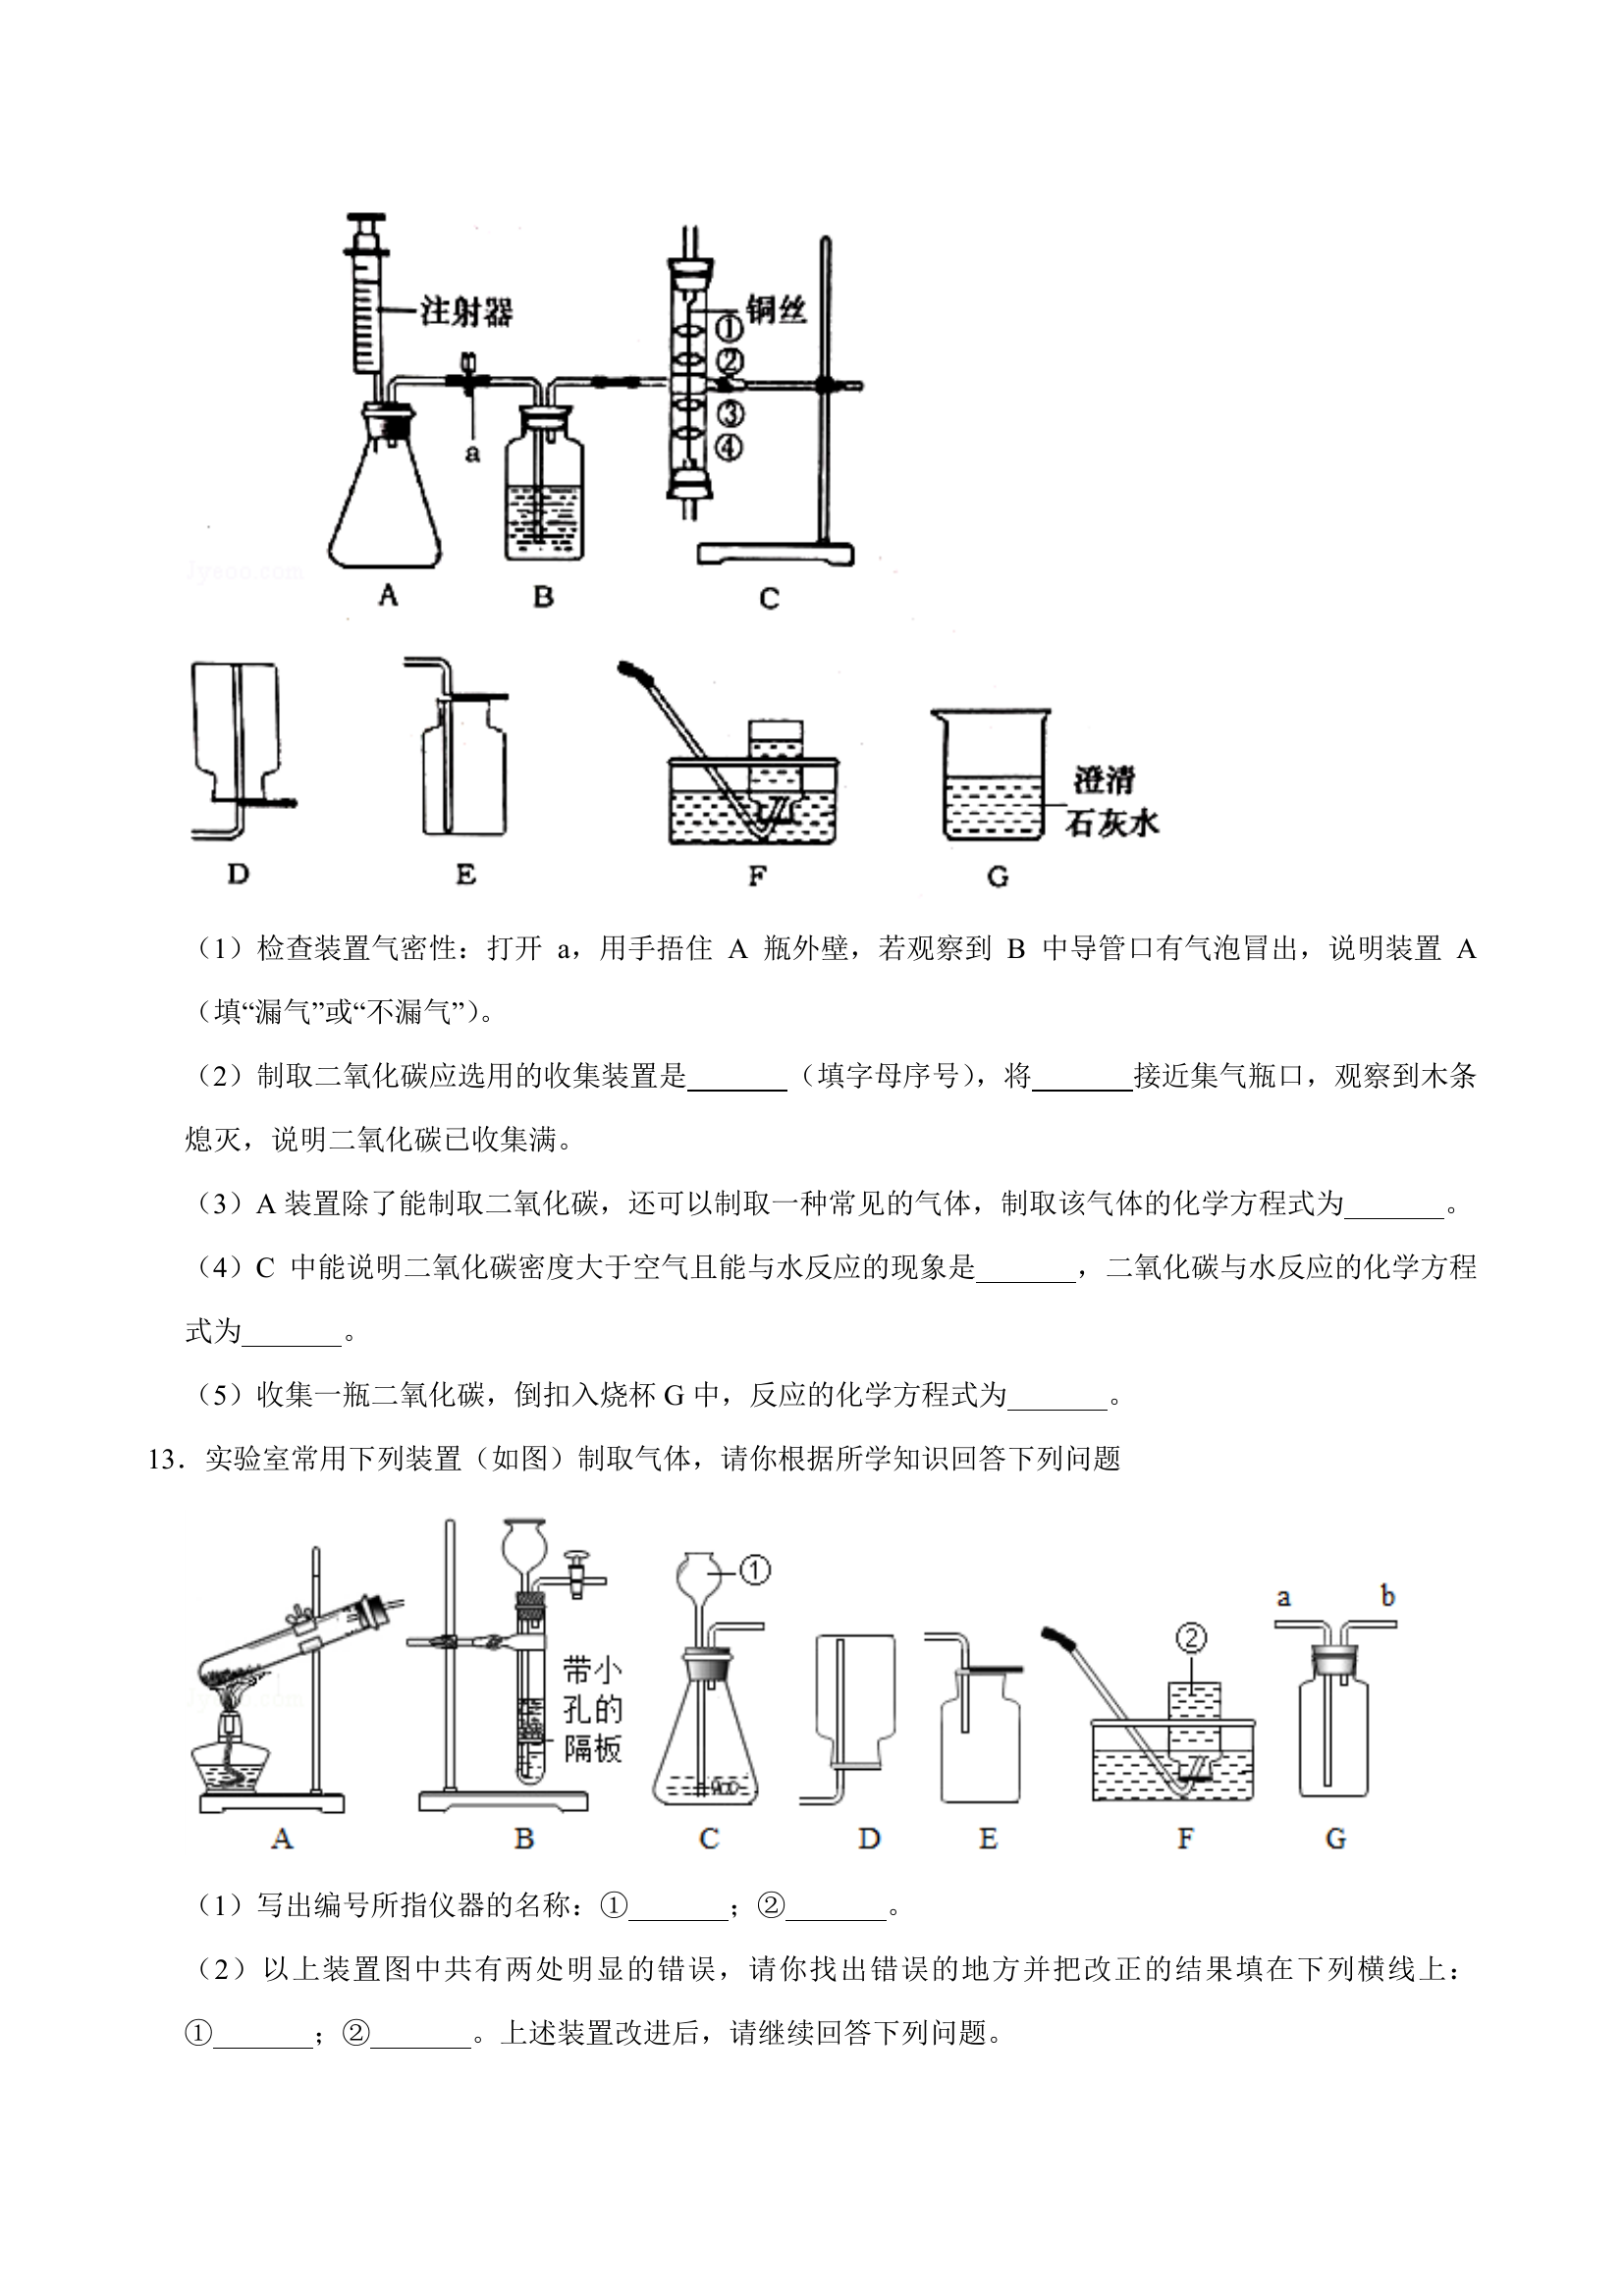 注射器
铜丝
①
②
③
④
a
A
B
C
澄清
石灰水
D
E
F
G
Jyeoo.com
（1）检查装置气密性：打开 a，用手捂住 A 瓶外壁，若观察到 B 中导管口有气泡冒出，说明装置 A
（填“漏气”或“不漏气”）。
（2）制取二氧化碳应选用的收集装置是_______（填字母序号），将_______接近集气瓶口，观察到木条
熄灭，说明二氧化碳已收集满。
（3）A 装置除了能制取二氧化碳，还可以制取一种常见的气体，制取该气体的化学方程式为_______。
（4）C 中能说明二氧化碳密度大于空气且能与水反应的现象是_______，二氧化碳与水反应的化学方程
式为_______。
（5）收集一瓶二氧化碳，倒扣入烧杯 G 中，反应的化学方程式为_______。
13．实验室常用下列装置（如图）制取气体，请你根据所学知识回答下列问题
①
②
a
b
带小
孔的
隔板
Jyeoo.com
A
B
C
D
E
F
G
（1）写出编号所指仪器的名称：①_______；②_______。
（2）以上装置图中共有两处明显的错误，请你找出错误的地方并把改正的结果填在下列横线上：
①_______；②_______。上述装置改进后，请继续回答下列问题。